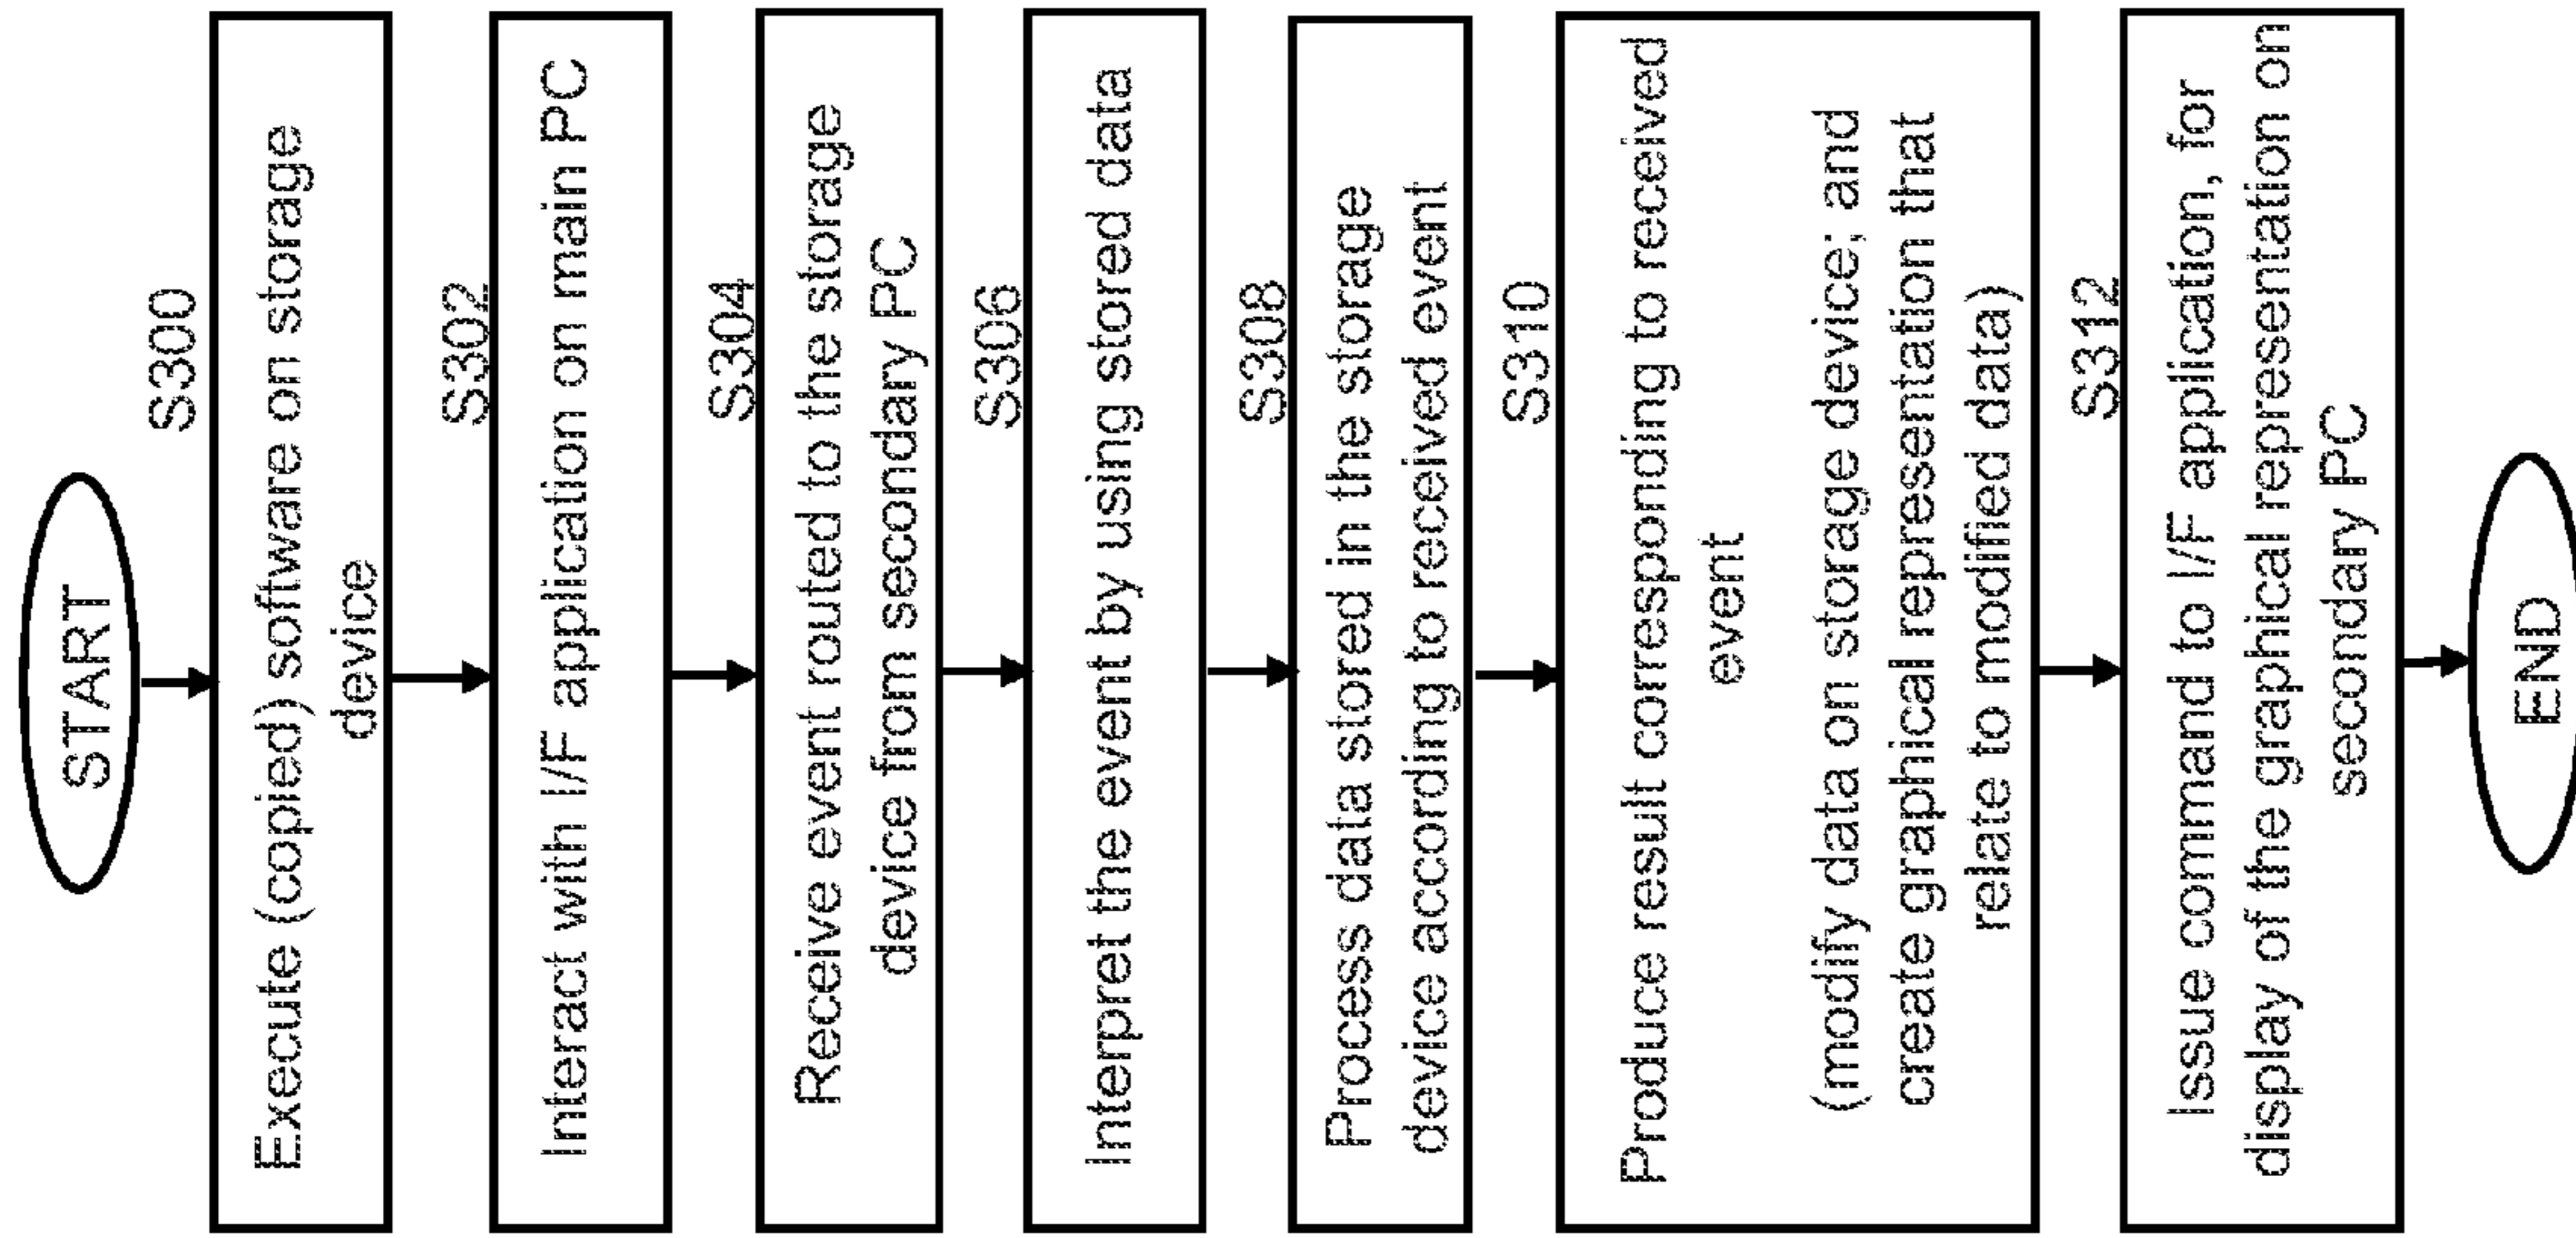 START
S300
Execute (copied) software on storage
device
S302
Interact with I/F application on main PC
S304
Receive event routed to the storage
device from secondary PC
S306
Interpret the event by using stored data
S308
Process data stored in the storage
device according to received event
S310
Produce result corresponding to received
event
(modify data on storage device; and
create graphical representation that
relate to modified data)
S312
Issue command to I/F application, for
display of the graphical representation on
secondary PC
END